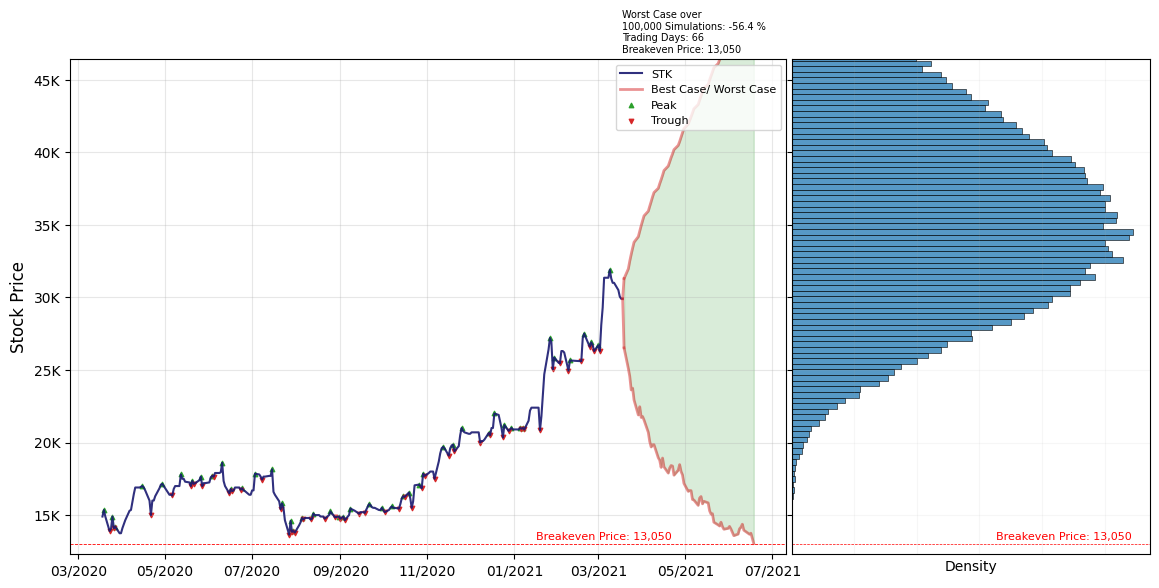 Worst Case over
100,000 Simulations: -56.4 %
Trading Days: 66
Breakeven Price: 13,050
STK
Best Case/ Worst Case
Peak
Trough
45K
40K
35K
30K
25K
20K
15K
Stock Price
Breakeven Price: 13,050
Breakeven Price: 13,050
03/2020
05/2020
07/2020
09/2020
11/2020
01/2021
03/2021
05/2021
07/2021
Density